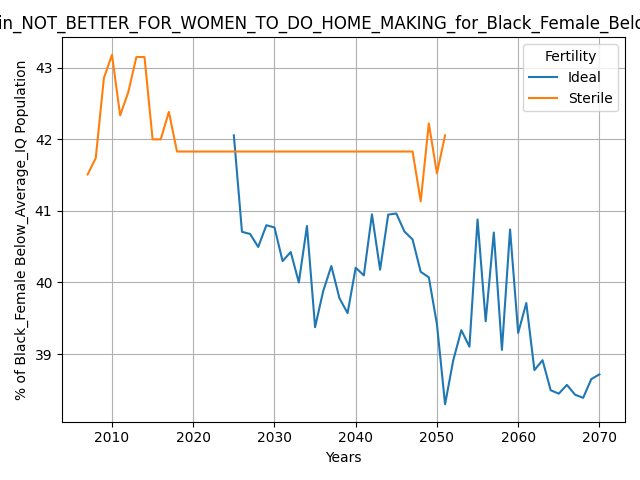 in_NOT_BETTER_FOR_WOMEN_TO_DO_HOME_MAKING_for_Black_Female_Belo
Fertility
Ideal
Sterile
% of Black_Female Below_Average_IQ Population
43
42
41
40
39
2010 2020 2030 2040 2050 2060 2070
Years